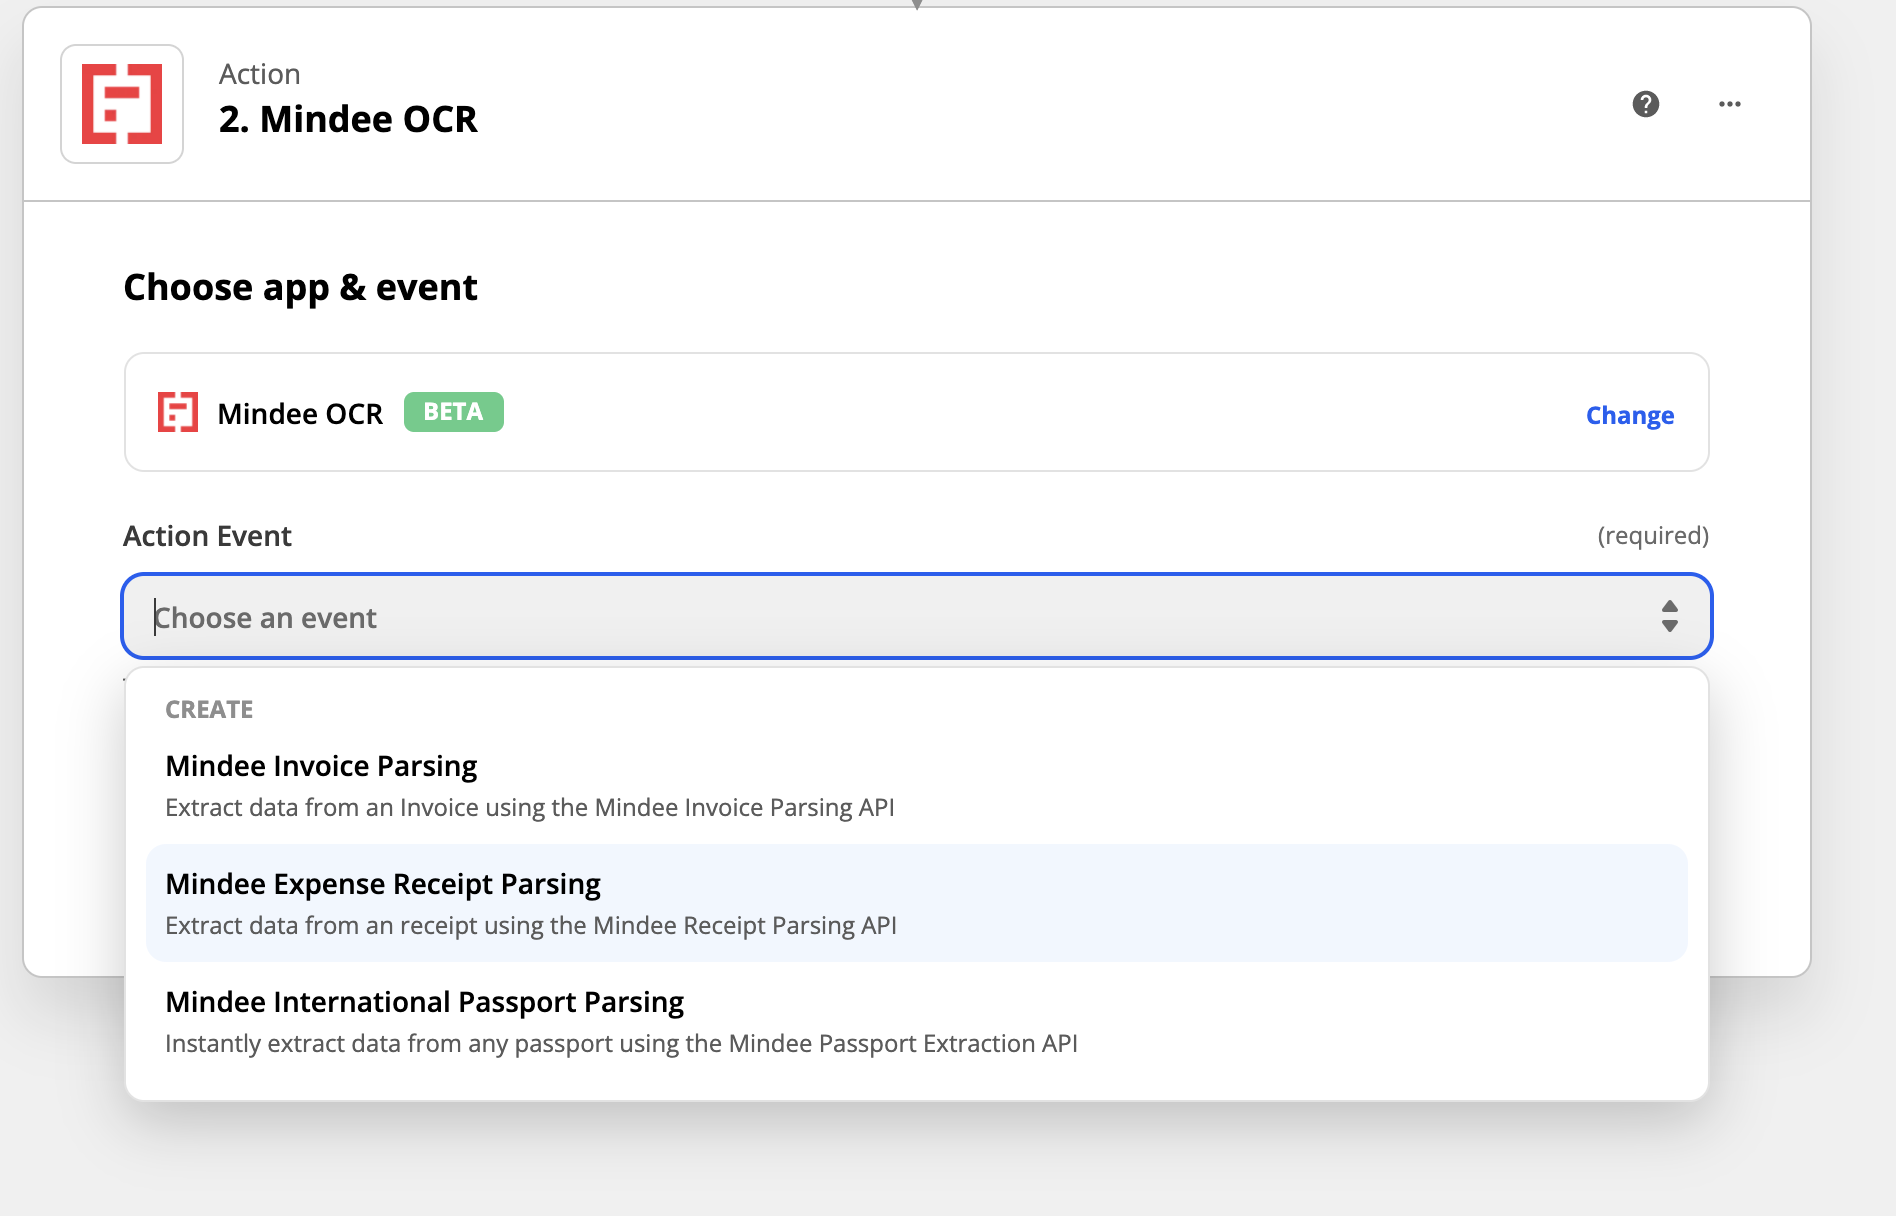 Action
2. Mindee OCR
Choose app & event
Mindee OCR BETA
Change
Action Event
(required)
Choose an event
CREATE
Mindee Invoice Parsing
Extract data from an Invoice using the Mindee Invoice Parsing API
Mindee Expense Receipt Parsing
Extract data from an receipt using the Mindee Receipt Parsing API
Mindee International Passport Parsing
Instantly extract data from any passport using the Mindee Passport Extraction API